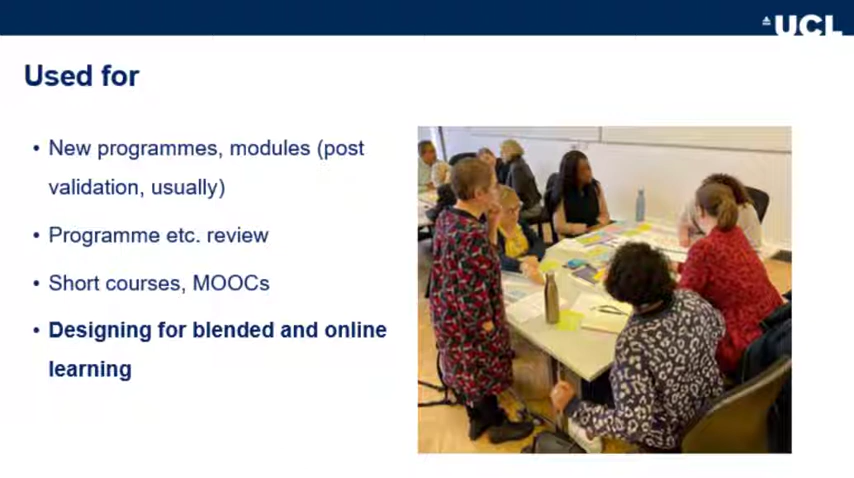 UCL
Used for
• New programmes, modules (post
validation, usually)
• Programme etc. review
• Short courses, MOOCs
• Designing for blended and online
learning